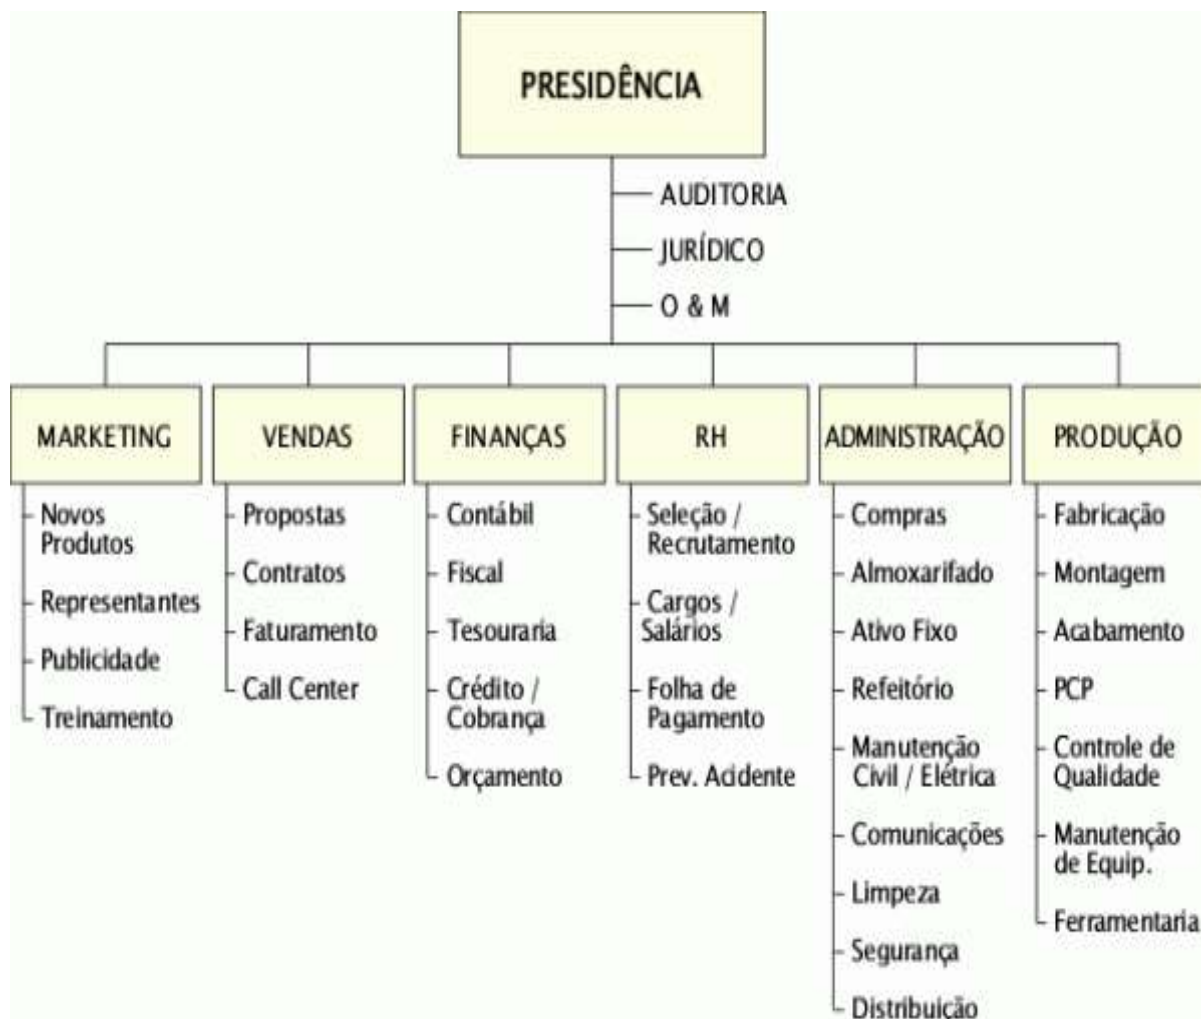 PRESIDÊNCIA
AUDITORIA
JURÍDICO
O & M
MARKETING
Novos
Produtos
Representantes
Publicidade
Treinamento
VENDAS
Propostas
Contratos
Faturamento
Call Center
FINANÇAS
Contábil
Fiscal
Tesouraria
Crédito /
Cobrança
Orçamento
RH
Seleção /
Recrutamento
Cargos /
Salários
Folha de
Pagamento
Prev. Acidente
ADMINISTRAÇÃO
Compras
Almoxarifado
Ativo Fixo
Refeitório
Manutenção
Civil / Elétrica
Comunicações
Limpeza
Segurança
Distribuição
PRODUÇÃO
Fabricação
Montagem
Acabamento
PCP
Controle de
Qualidade
Manutenção
de Equip.
Ferramentaria